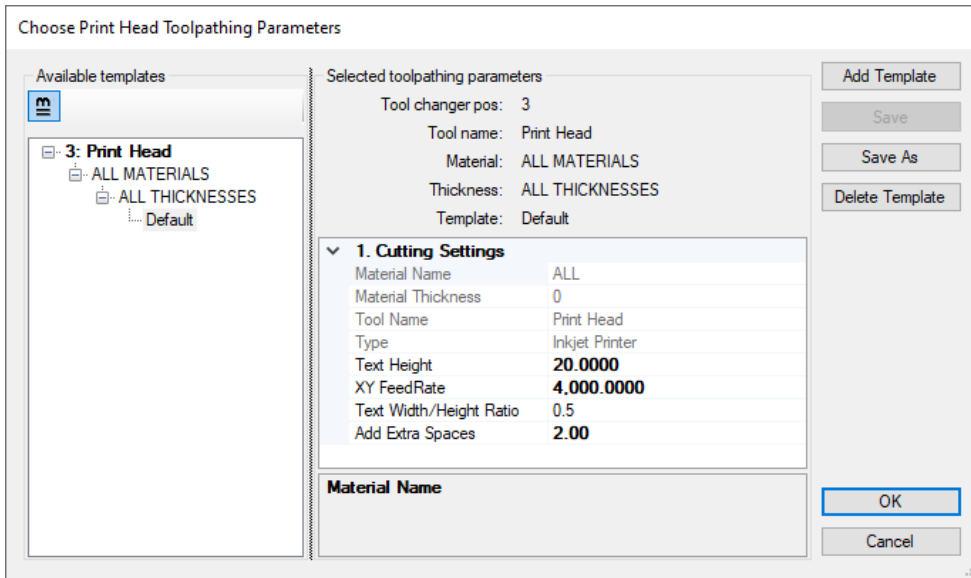 Choose Print Head Toolpathing Parameters
Available templates
m
3: Print Head
ALL MATERIALS
ALL THICKNESSES
Default
Selected toolpathing parameters
Tool changer pos: 3
Tool name: Print Head
Material: ALL MATERIALS
Thickness: ALL THICKNESSES
Template: Default
1. Cutting Settings
Material Name ALL
Material Thickness 0
Tool Name Print Head
Type Inkjet Printer
Text Height 20.0000
XY FeedRate 4,000.0000
Text Width/Height Ratio 0.5
Add Extra Spaces 2.00
Material Name
Add Template
Save
Save As
Delete Template
OK
Cancel